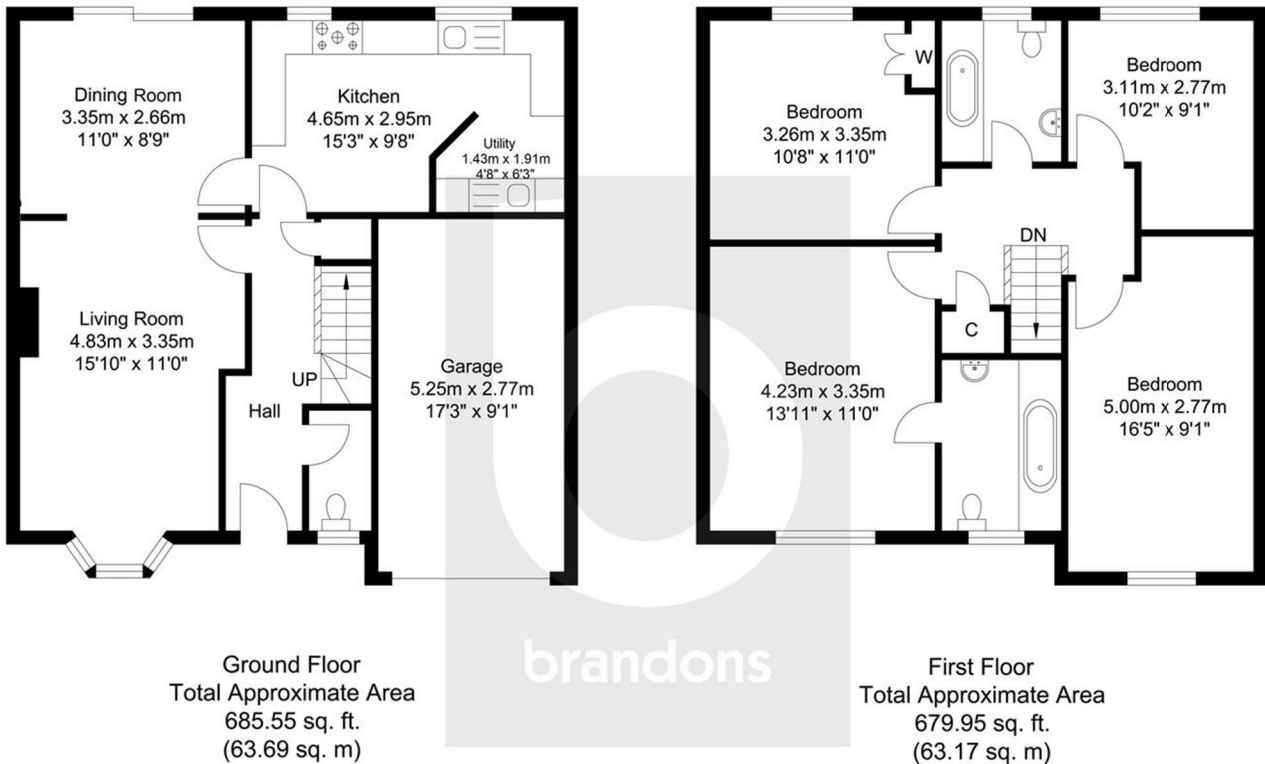 Dining Room
3.35m x 2.66m
11'0" x 8'9"
Kitchen
4.65m x 2.95m
15'3" x 9'8"
Utility
1.43m x 1.91m
4'8" x 6'3"
Living Room
4.83m x 3.35m
15'10" x 11'0"
UP
Hall
Garage
5.25m x 2.77m
17'3" x 9'1"
W
Bedroom
3.26m x 3.35m
10'8" x 11'0"
Bedroom
3.11m x 2.77m
10'2" x 9'1"
DN
C
Bedroom
4.23m x 3.35m
13'11" x 11'0"
Bedroom
5.00m x 2.77m
16'5" x 9'1"
brandons
Ground Floor
Total Approximate Area
685.55 sq. ft.
(63.69 sq. m)
First Floor
Total Approximate Area
679.95 sq. ft.
(63.17 sq. m)